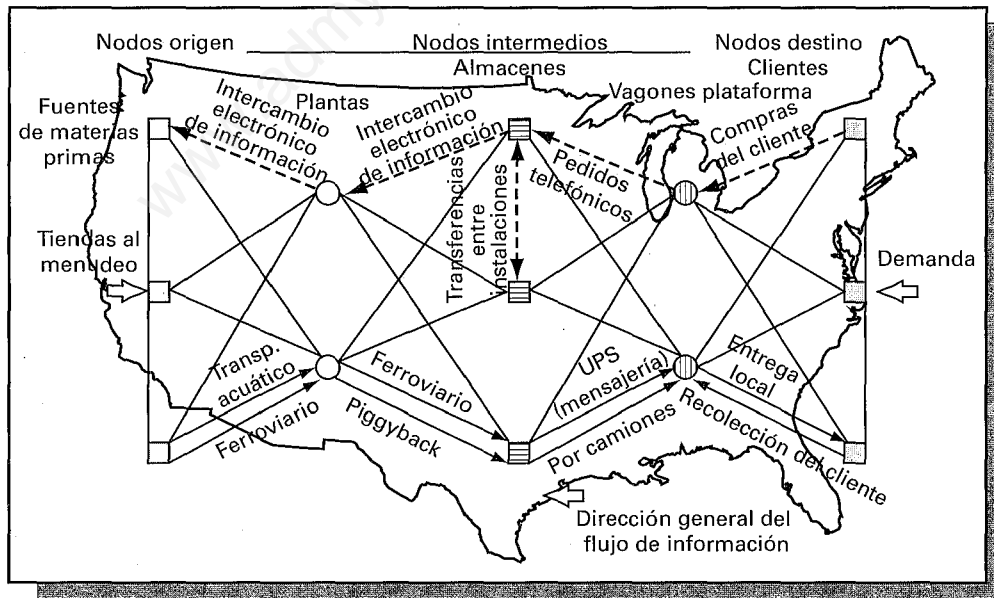 Nodos origen
Nodos intermedios
Nodos destino
Fuentes
de materias
primas
Plantas
Almacenes
Vagones plataforma
Clientes
Intercambio
electrónico
de información
Intercambio
electrónico
de información
Pedidos
telefónicos
Compras
del cliente
Transferencias
entre
instalaciones
Tiendas al
menudeo
Demanda
Transp.
acuático
Ferroviario
Ferroviario
Piggyback
UPS
(mensajería)
Por camiones
Entrega
local
Recolección del cliente
Dirección general del
flujo de información